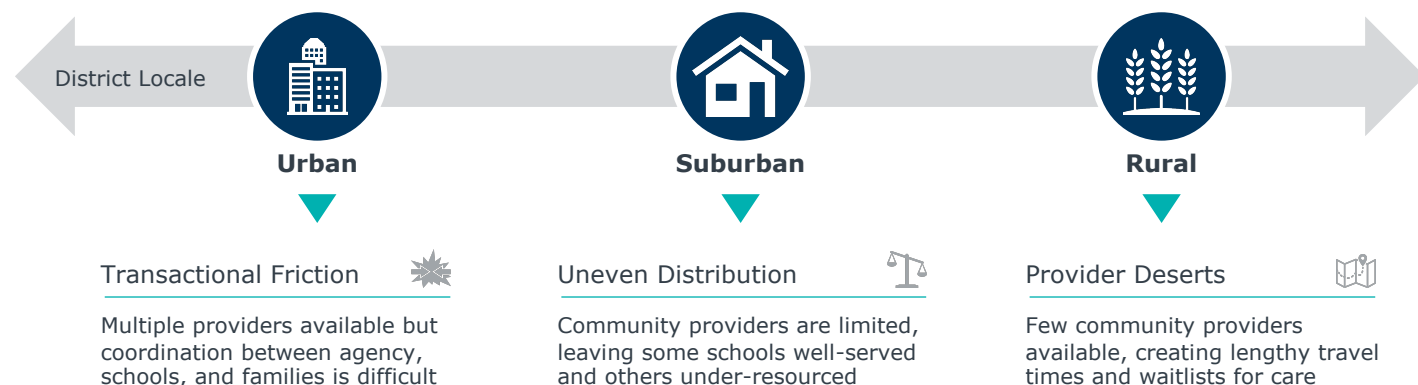 District Locale
Urban
Suburban
Rural
Transactional Friction
Multiple providers available but
coordination between agency,
schools, and families is difficult
Uneven Distribution
Community providers are limited,
leaving some schools well-served
and others under-resourced
Provider Deserts
Few community providers
available, creating lengthy travel
times and waitlists for care